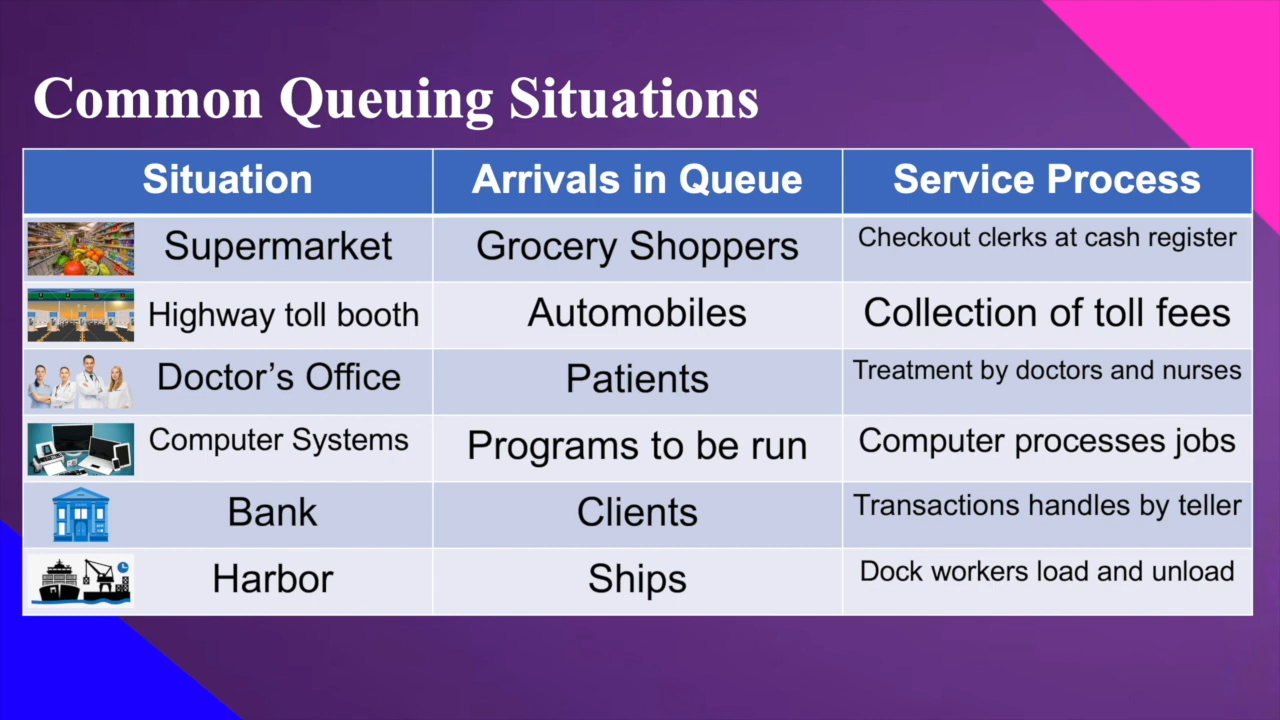 Common Queuing Situations
Situation Arrivals in Queue Service Process
Supermarket Grocery Shoppers Checkout clerks at cash register
Highway toll booth Automobiles Collection of toll fees
Doctor’s Office Patients Treatment by doctors and nurses
Computer Systems Programs to be run Computer processes jobs
Bank Clients Transactions handles by teller
Harbor Ships Dock workers load and unload